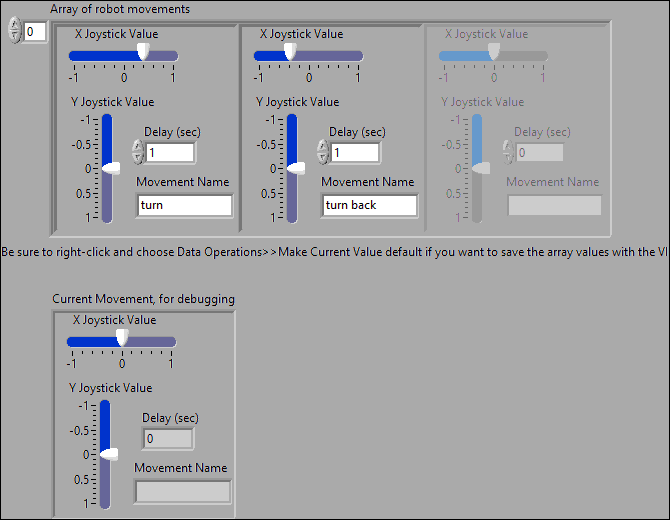 Array of robot movements
0
X Joystick Value
-1 0 1
Y Joystick Value
-1
-0.5
0
0.5
1
Delay (sec)
1
Movement Name
turn
X Joystick Value
-1 0 1
Y Joystick Value
-1
-0.5
0
0.5
1
Delay (sec)
1
Movement Name
turn back
X Joystick Value
-1 0 1
Y Joystick Value
-1
-0.5
0
0.5
1
Delay (sec)
0
Movement Name
Be sure to right-click and choose Data Operations>>Make Current Value default if you want to save the array values with the VI
Current Movement, for debugging
X Joystick Value
-1 0 1
Y Joystick Value
-1
-0.5
0
0.5
1
Delay (sec)
0
Movement Name